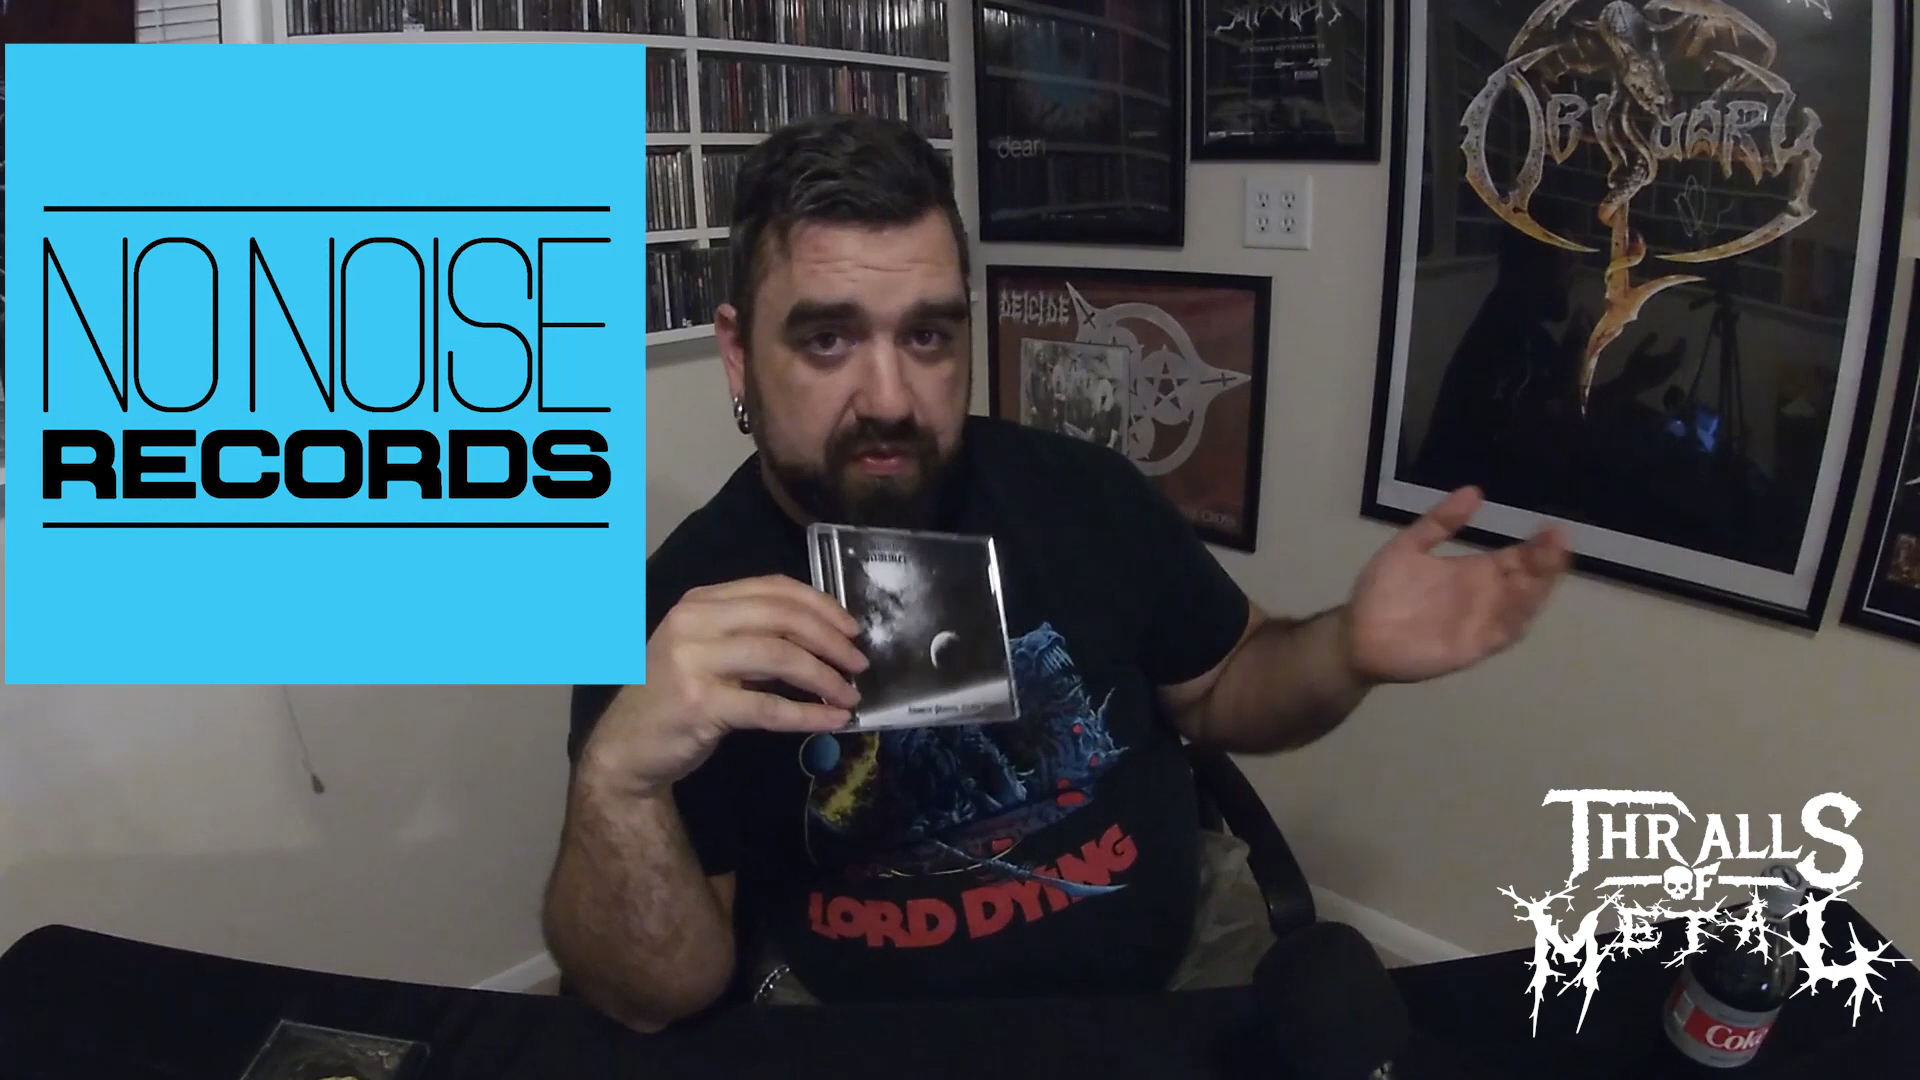 NO NOISE
RECORDS
dear
OBITUARY
DEICIDE
LORD DYING
THRALLS
OF
METAL
Coke